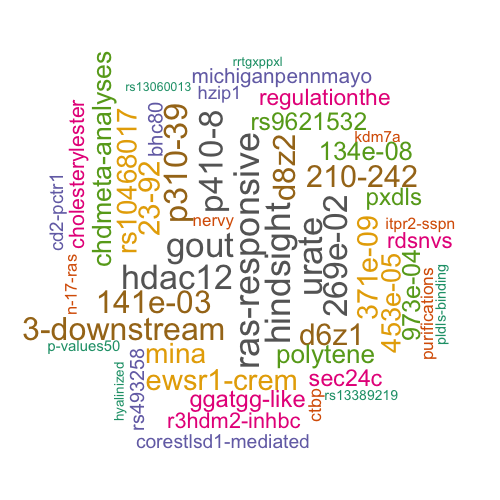 rrtgxppxl
michiganpennmayo
rs13060013
hzip1
regulationthe
rs9621532
kdm7a
134e-08
210-242
pxdls
itpr2-sspn
rdsnvs
chdmeta-analyses
cholesterylester
cd2-pctr1
n-17-ras
rs10468017
23-92
bhc80
p310-39
p410-8
nervy
gout
hdac12
ras-responsive
hindsight
d8z2
urate
269e-02
371e-09
453e-05
973e-04
purifications
pldls-binding
141e-03
3-downstream
d6z1
p-values50
mina
polytene
hyalinized
rs493258
ewsr1-crem
sec24c
ggatgg-like
ctbp
rs13389219
r3hdm2-inhbc
corestlsd1-mediated